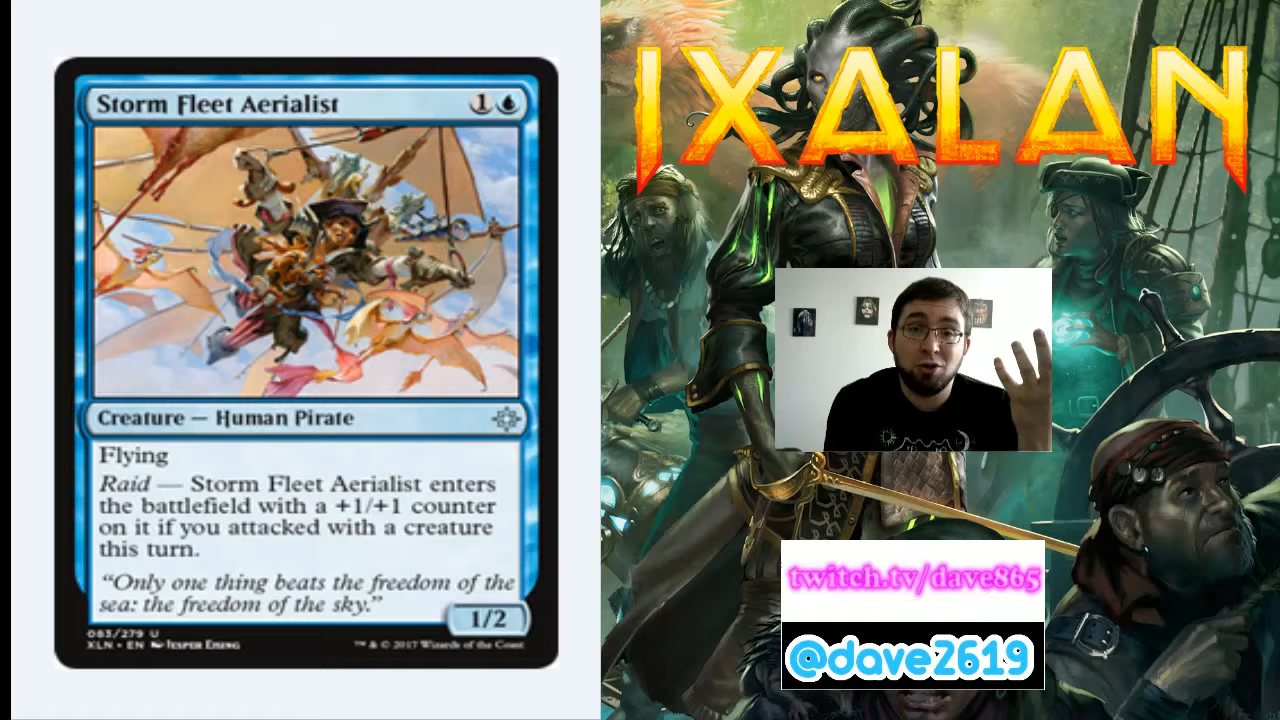 Storm Fleet Aerialist
1
Creature — Human Pirate
Flying
Raid — Storm Fleet Aerialist enters
the battlefield with a +1/+1 counter
on it if you attacked with a creature
this turn.
“Only one thing beats the freedom of the
sea: the freedom of the sky.”
1/2
083/279 U
XLN • EN Jesper Ejsing
™ & © 2017 Wizards of the Coast
IXALAN
twitch.tv/dave865
@dave2619